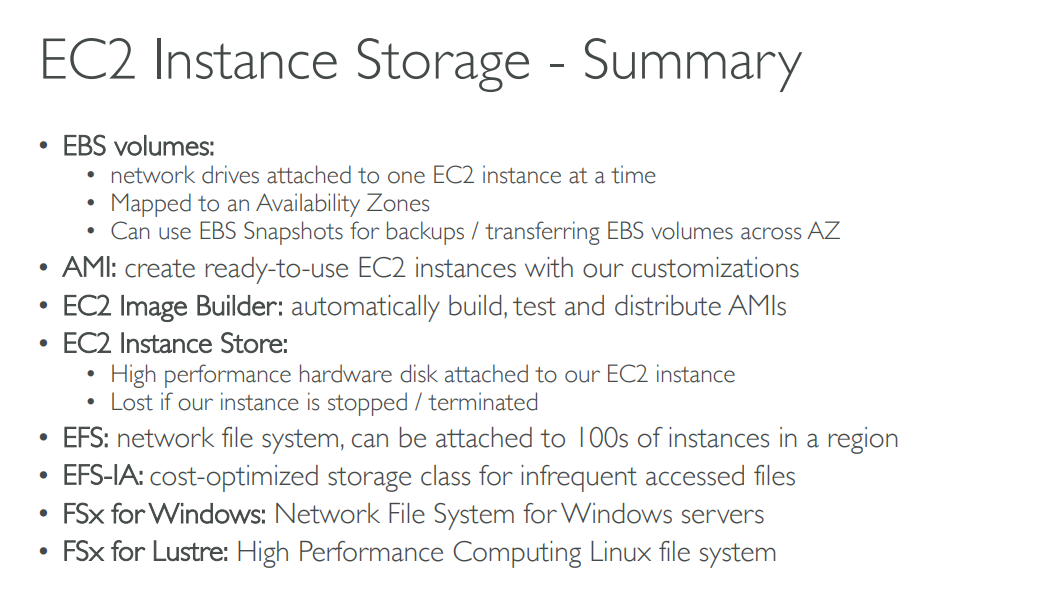 EC2 Instance Storage - Summary
• EBS volumes:
• network drives attached to one EC2 instance at a time
• Mapped to an Availability Zones
• Can use EBS Snapshots for backups / transferring EBS volumes across AZ
• AMI: create ready-to-use EC2 instances with our customizations
• EC2 Image Builder: automatically build, test and distribute AMIs
• EC2 Instance Store:
• High performance hardware disk attached to our EC2 instance
• Lost if our instance is stopped / terminated
• EFS: network file system, can be attached to 100s of instances in a region
• EFS-IA: cost-optimized storage class for infrequent accessed files
• FSx for Windows: Network File System for Windows servers
• FSx for Lustre: High Performance Computing Linux file system